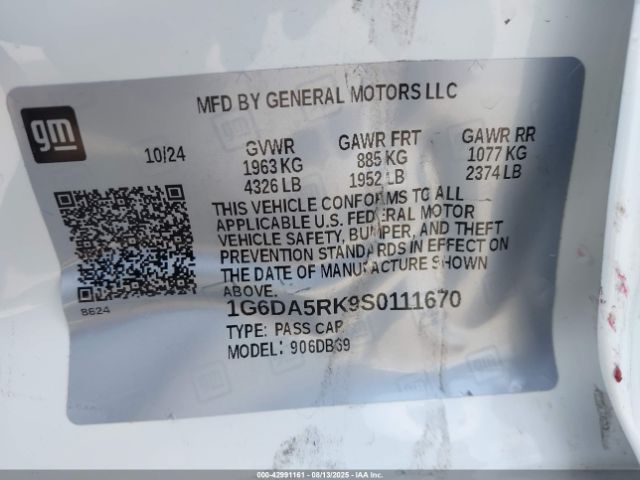 MFD BY GENERAL MOTORS LLC
gm
10/24 GVWR GAWR FRT GAWR RR
1963 KG 885 KG 1077 KG
4326 LB 1952 LB 2374 LB
THIS VEHICLE CONFORMS TO ALL
APPLICABLE U.S. FEDERAL MOTOR
VEHICLE SAFETY, BUMPER, AND THEFT
PREVENTION STANDARDS IN EFFECT ON
THE DATE OF MANUFACTURE SHOWN
ABOVE.
8624
1G6DA5RK9S0111670
TYPE: PASS CAR
MODEL: 906DB69
000-42991161 - 08/13/2025 - IAAI.COM